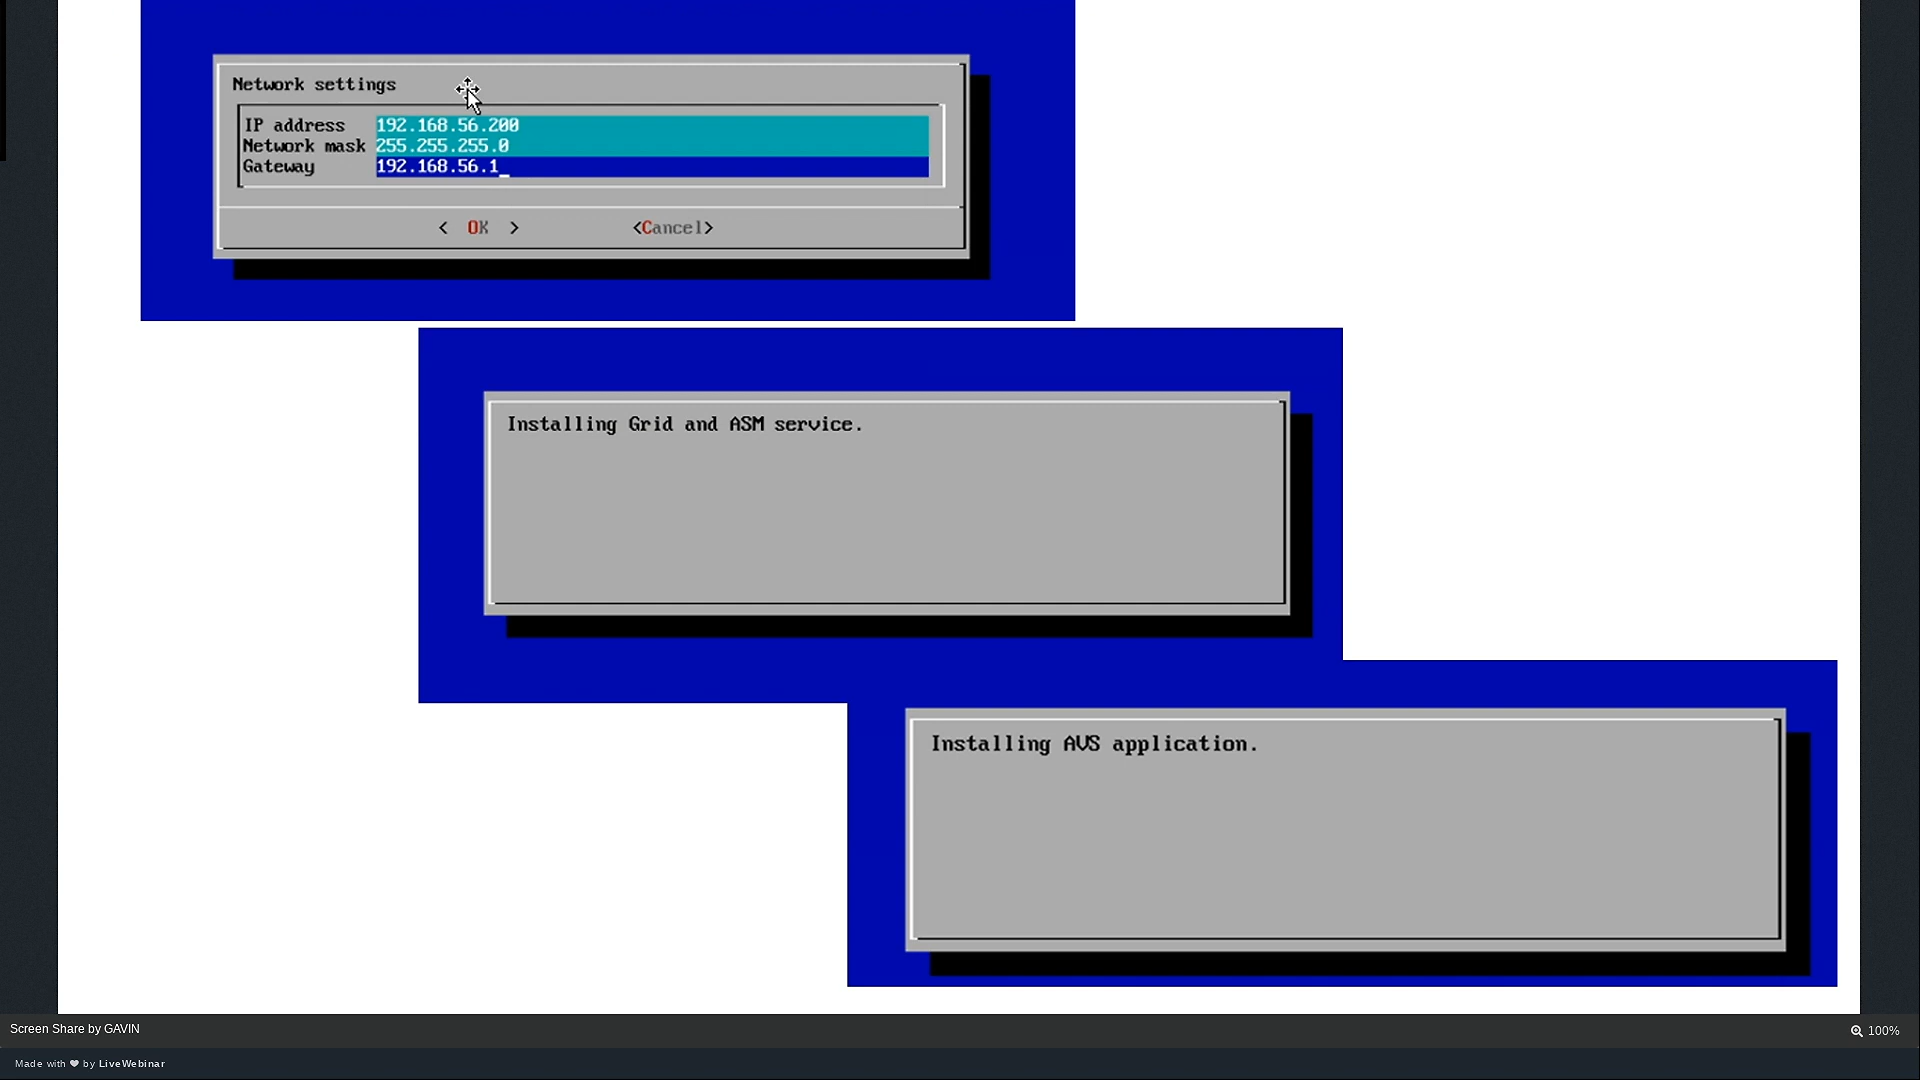 Network settings
IP address 192.168.56.200
Network mask 255.255.255.0
Gateway 192.168.56.1_
< OK > <Cancel>
Installing Grid and ASM service.
Installing AVS application.
Screen Share by GAVIN
100%
Made with ❤ by LiveWebinar